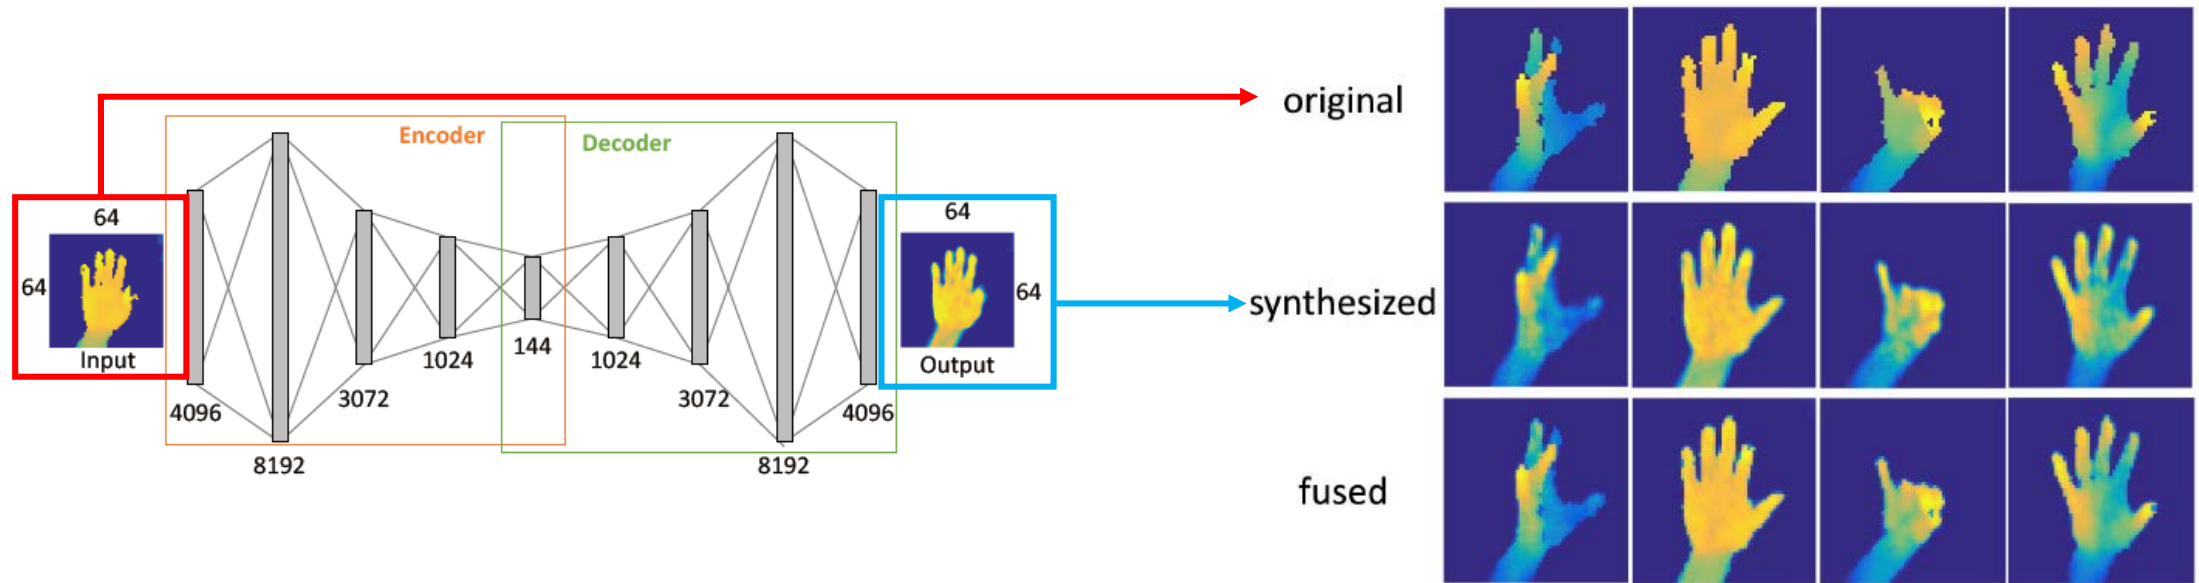 Encoder
Decoder
64
64
Input
4096
8192
3072
1024
144
1024
3072
8192
4096
64
64
Output
original
synthesized
fused